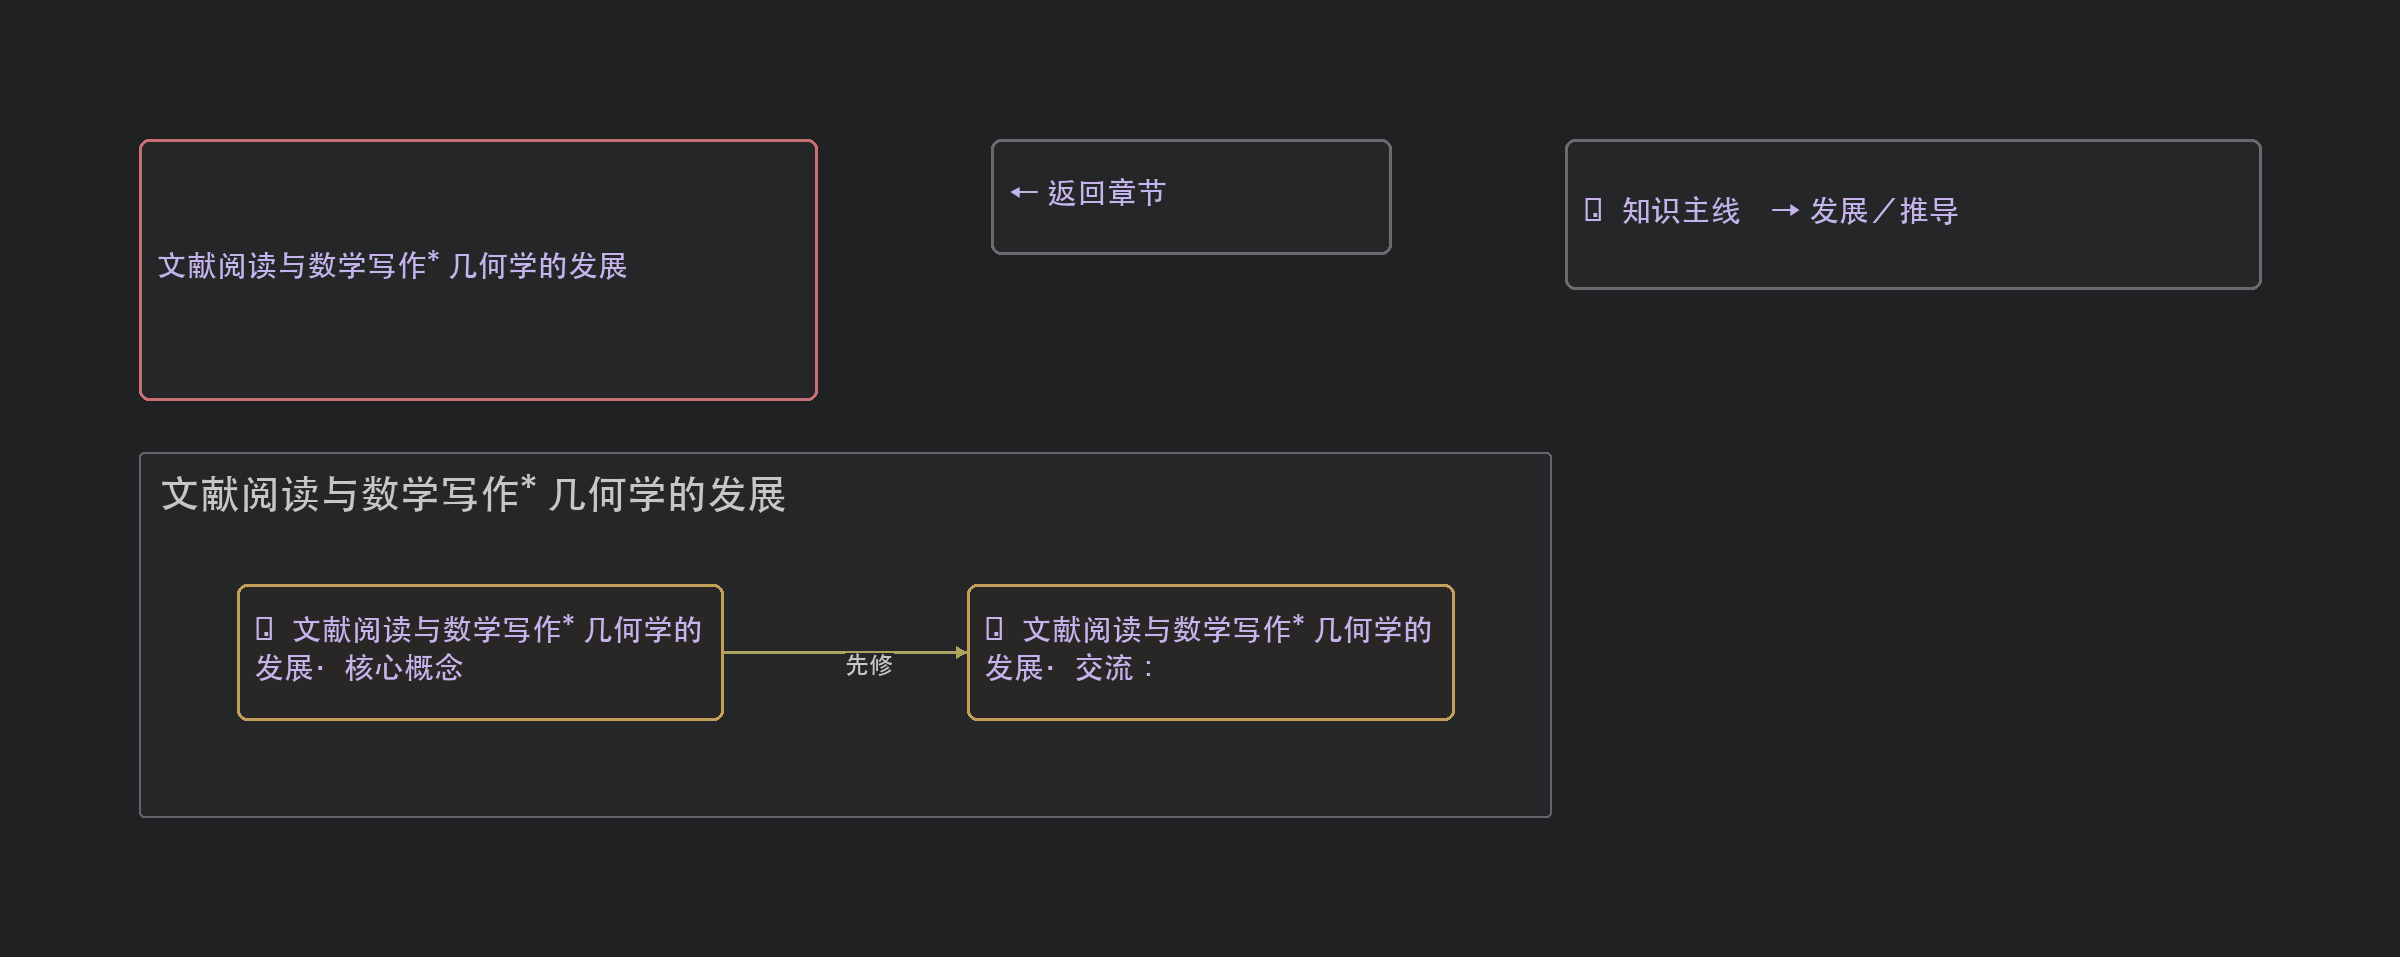 文献阅读与数学写作* 几何学的发展
← 返回章节
知识主线 → 发展／推导
文献阅读与数学写作* 几何学的发展
文献阅读与数学写作* 几何学的
发展· 核心概念
先修
文献阅读与数学写作* 几何学的
发展· 交流：